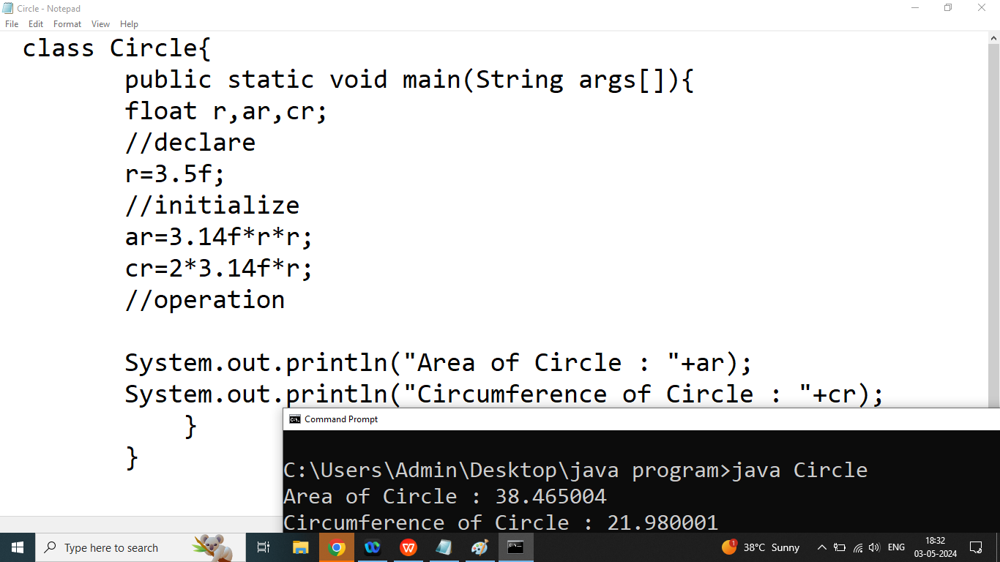 Circle - Notepad
File Edit Format View Help
class Circle{
public static void main(String args[]){
float r,ar,cr;
//declare
r=3.5f;
//initialize
ar=3.14f*r*r;
cr=2*3.14f*r;
//operation
System.out.println("Area of Circle : "+ar);
System.out.println("Circumference of Circle : "+cr);
}
}
Command Prompt
C:\Users\Admin\Desktop\java program>java Circle
Area of Circle : 38.465004
Circumference of Circle : 21.980001
Type here to search
1
38°C Sunny
ENG
18:32
03-05-2024